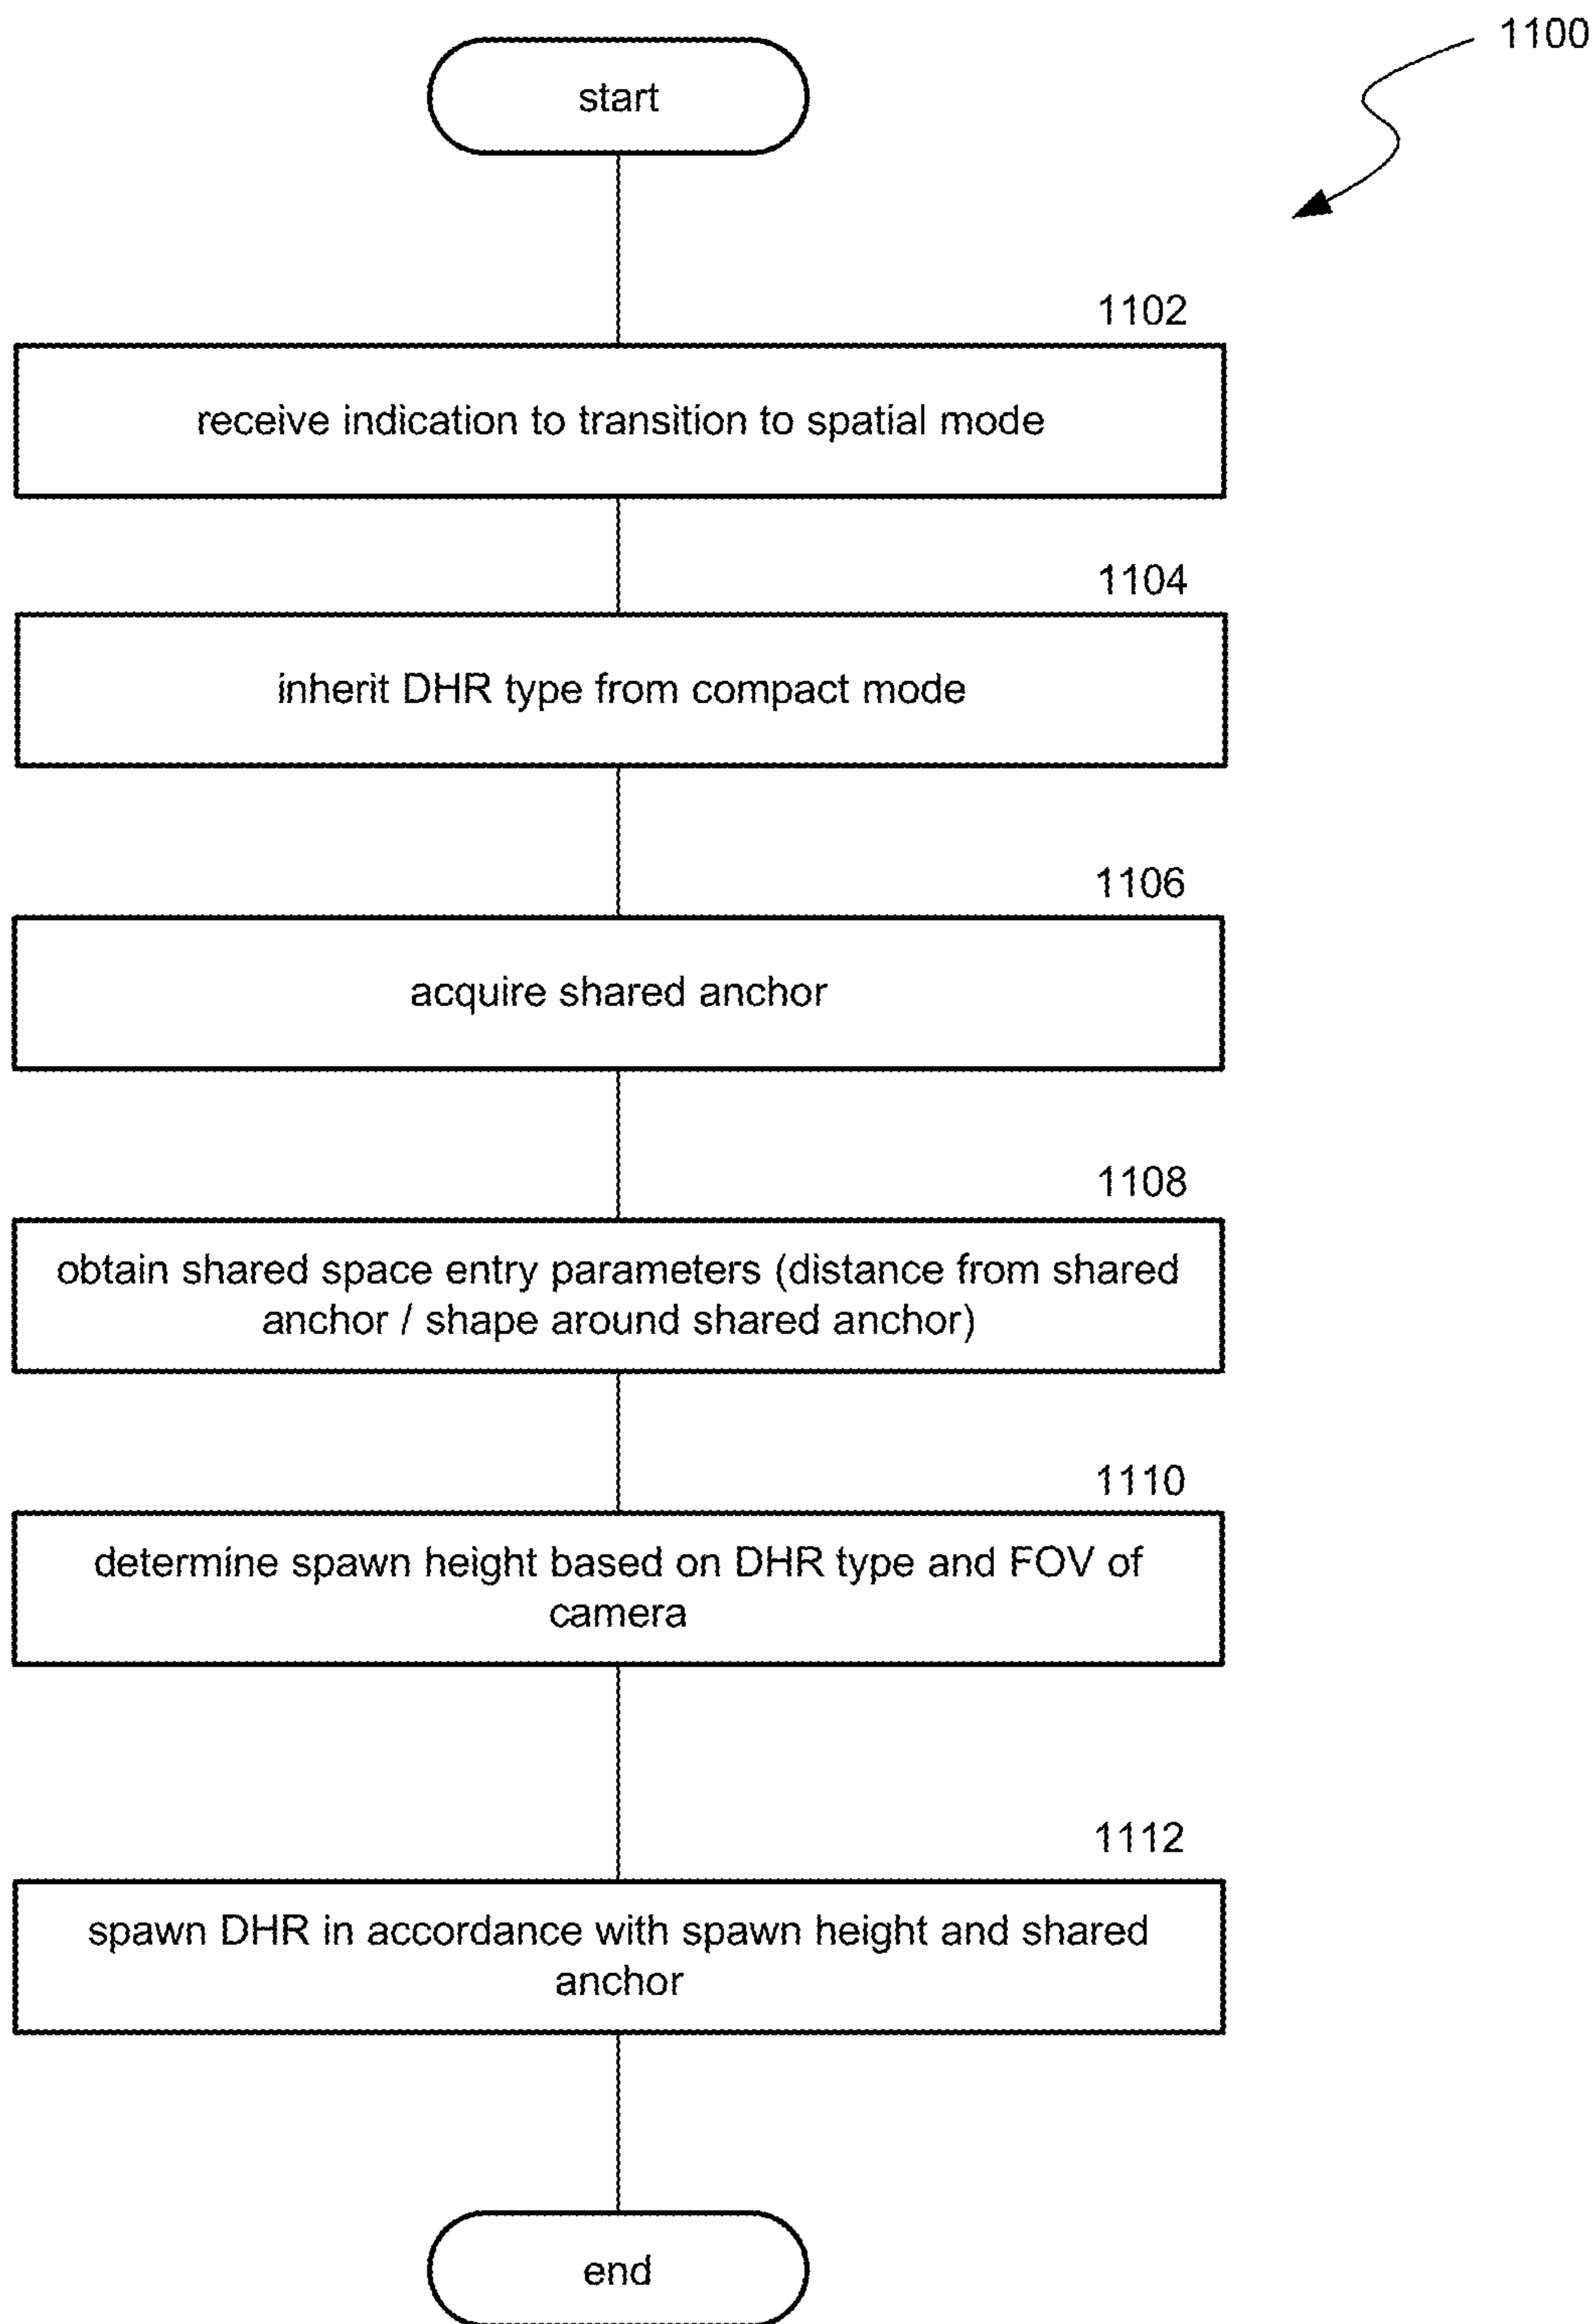 1100
start
1102
receive indication to transition to spatial mode
1104
inherit DHR type from compact mode
1106
acquire shared anchor
1108
obtain shared space entry parameters (distance from shared
anchor / shape around shared anchor)
1110
determine spawn height based on DHR type and FOV of
camera
1112
spawn DHR in accordance with spawn height and shared
anchor
end